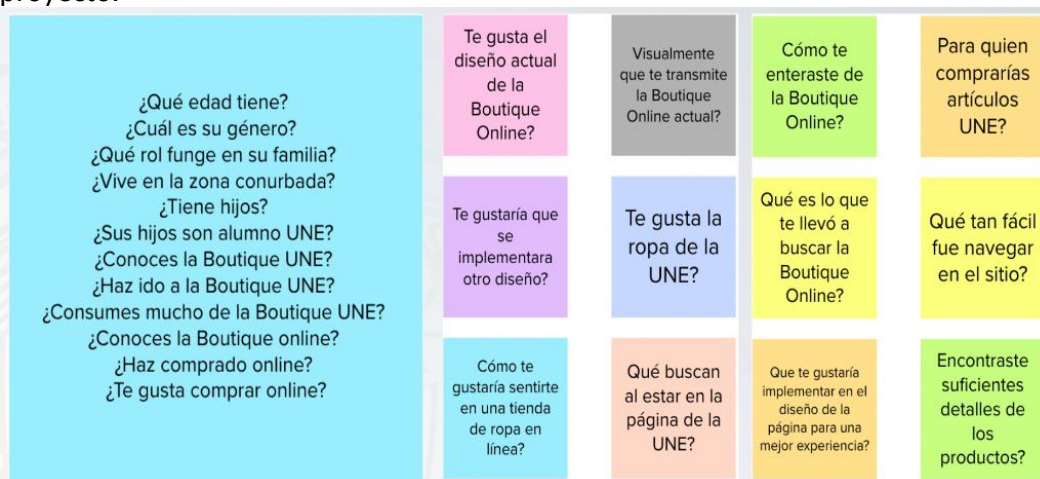 proyecto.
¿Qué edad tiene?
¿Cuál es su género?
¿Qué rol funge en su familia?
¿Vive en la zona conurbada?
¿Tiene hijos?
¿Sus hijos son alumno UNE?
¿Conoces la Boutique UNE?
¿Haz ido a la Boutique UNE?
¿Consumes mucho de la Boutique UNE?
¿Conoces la Boutique online?
¿Haz comprado online?
¿Te gusta comprar online?
Te gusta el
diseño actual
de la
Boutique
Online?
Visualmente
que te transmite
la Boutique
Online actual?
Cómo te
enteraste de
la Boutique
Online?
Para quien
comprarías
artículos
UNE?
Te gustaría que
se
implementara
otro diseño?
Te gusta la
ropa de la
UNE?
Qué es lo que
te llevó a
buscar la
Boutique
Online?
Qué tan fácil
fue navegar
en el sitio?
Cómo te
gustaría sentirte
en una tienda
de ropa en
línea?
Qué buscan
al estar en la
página de la
UNE?
Que te gustaría
implementar en el
diseño de la
página para una
mejor experiencia?
Encontraste
suficientes
detalles de
los
productos?